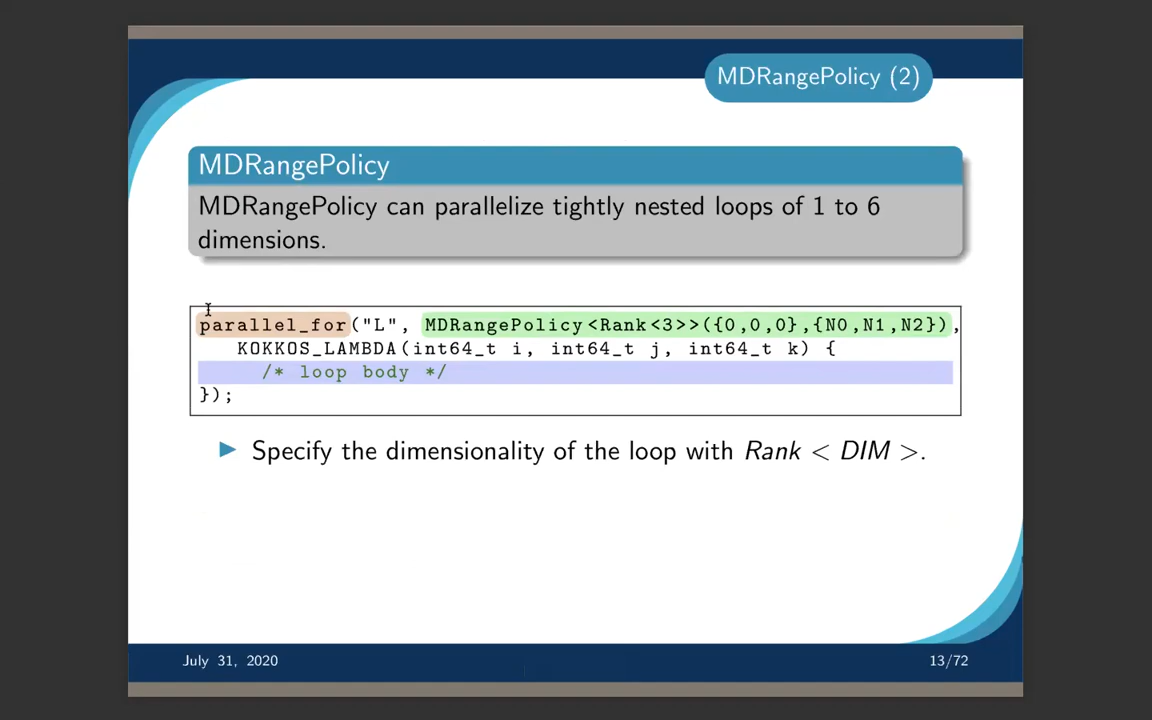 MDRangePolicy (2)
MDRangePolicy
MDRangePolicy can parallelize tightly nested loops of 1 to 6
dimensions.
parallel_for("L", MDRangePolicy<Rank<3>>({0,0,0},{N0,N1,N2}),
KOKKOS_LAMBDA(int64_t i, int64_t j, int64_t k) {
/* loop body */
});
Specify the dimensionality of the loop with Rank < DIM >.
July 31, 2020
13/72